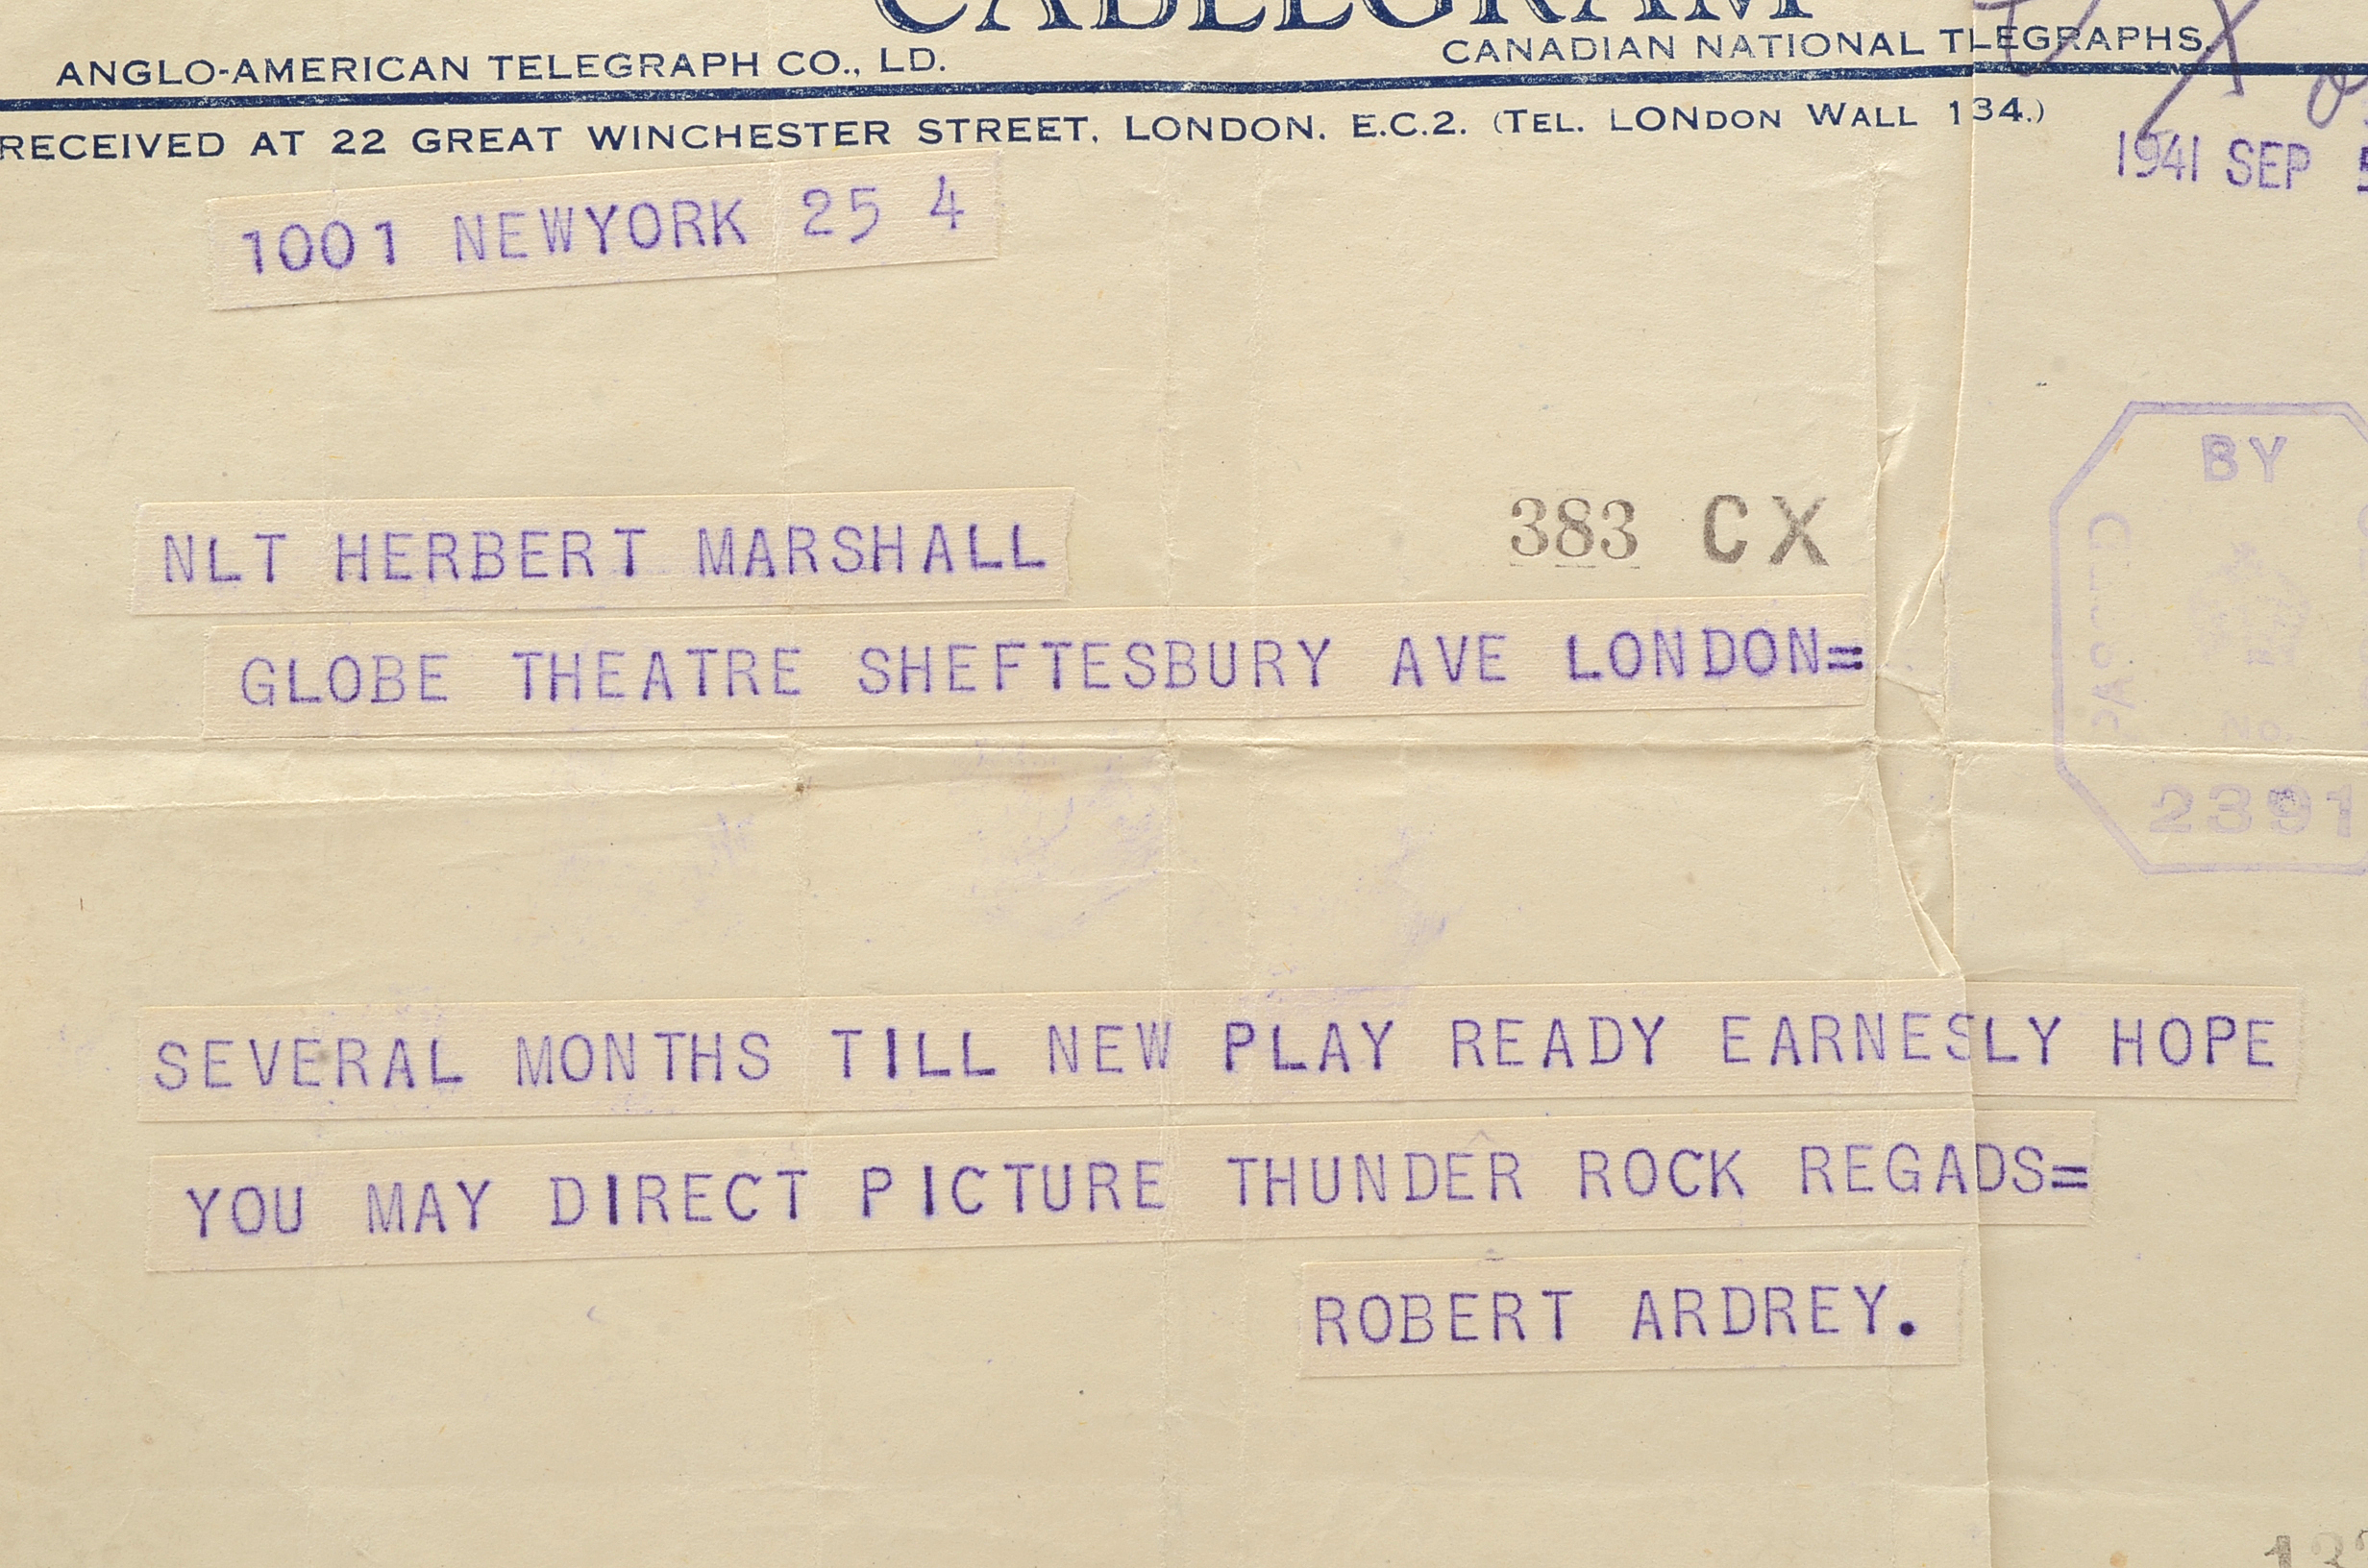 CABLEGRAM
ANGLO-AMERICAN TELEGRAPH CO., LD.
CANADIAN NATIONAL TLEGRAPHS.
RECEIVED AT 22 GREAT WINCHESTER STREET, LONDON. E.C.2. (TEL. LONDON WALL 134.)
1941 SEP
1001 NEWYORK 25 4
BY
NLT HERBERT MARSHALL
383 CX
GLOBE THEATRE SHEFTESBURY AVE LONDON=
No.
2391
SEVERAL MONTHS TILL NEW PLAY READY EARNESLY HOPE
YOU MAY DIRECT PICTURE THUNDER ROCK REGADS=
ROBERT ARDREY.